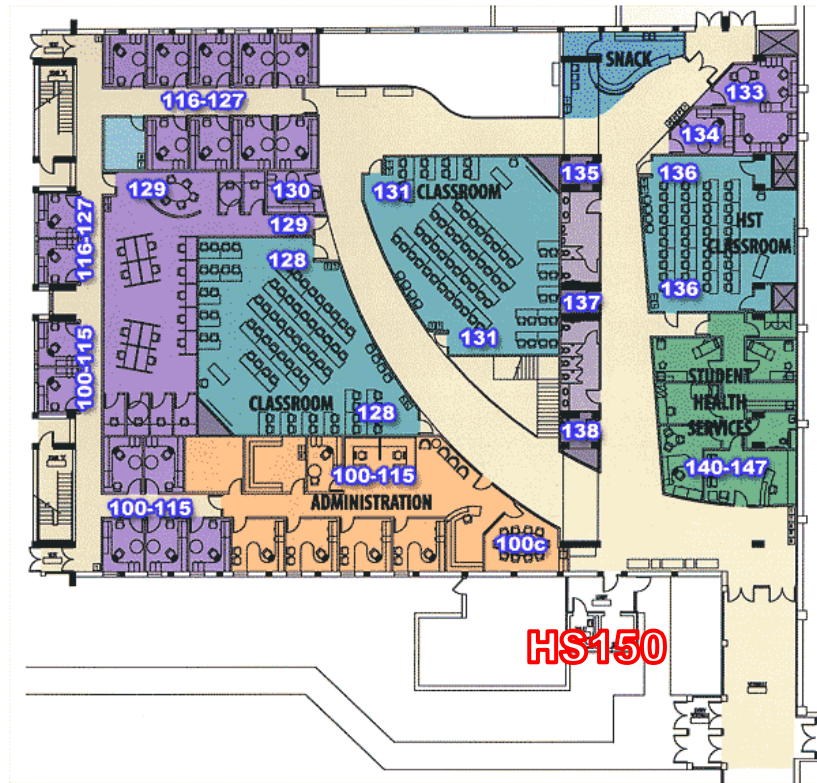 SNACK
133
116-127
134
129
130
131
CLASSROOM
135
136
HST
CLASSROOM
116-127
129
128
136
137
131
100-115
CLASSROOM
128
STUDENT
HEALTH
SERVICES
138
100-115
140-147
100-115
ADMINISTRATION
100c
HS150